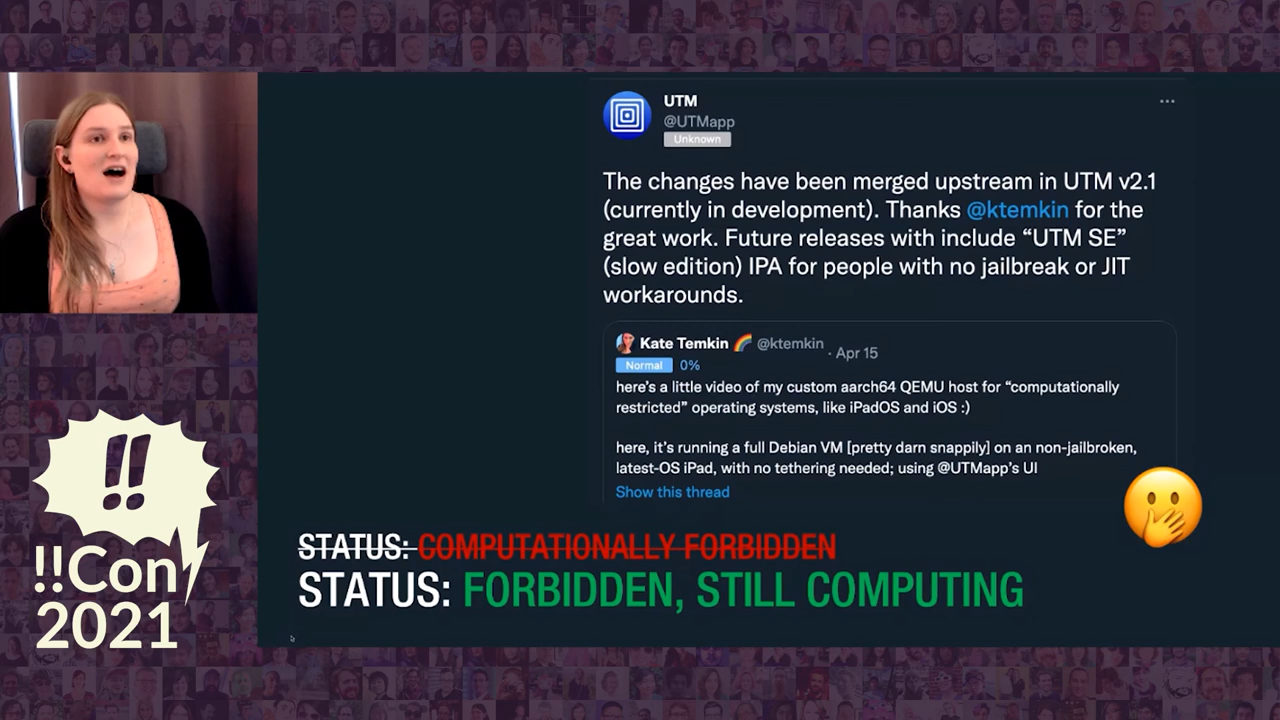 UTM
@UTMapp
Unknown
The changes have been merged upstream in UTM v2.1
(currently in development). Thanks @ktemkin for the
great work. Future releases with include “UTM SE”
(slow edition) IPA for people with no jailbreak or JIT
workarounds.
Kate Temkin 🌈 @ktemkin · Apr 15
Normal 0%
here's a little video of my custom aarch64 QEMU host for “computationally
restricted” operating systems, like iPadOS and iOS :)
here, it's running a full Debian VM [pretty darn snappily] on an non-jailbroken,
latest-OS iPad, with no tethering needed; using @UTMapp's UI
Show this thread
STATUS: COMPUTATIONALLY FORBIDDEN
STATUS: FORBIDDEN, STILL COMPUTING
!!
!!Con
2021